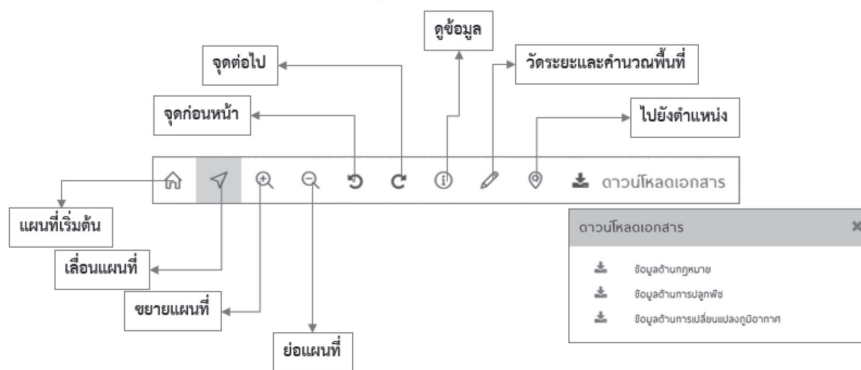 ดูข้อมูล
จุดต่อไป
วัดระยะและคำนวณพื้นที่
จุดก่อนหน้า
ไปยังตำแหน่ง
ดาวน์โหลดเอกสาร
แผนที่เริ่มต้น
ดาวน์โหลดเอกสาร
เลื่อนแผนที่
ข้อมูลด้านกฎหมาย
ข้อมูลด้านการปลูกพืช
ขยายแผนที่
ข้อมูลด้านการเปลี่ยนแปลงภูมิอากาศ
ย่อแผนที่